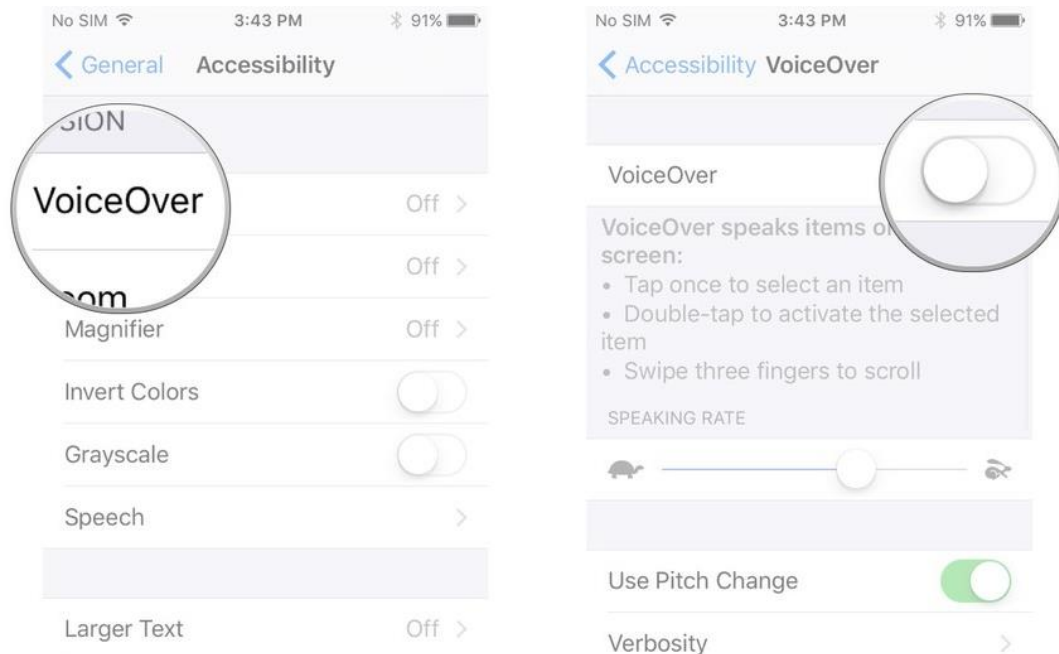 No SIM 3:43 PM 91%
General Accessibility
SION
VoiceOver Off
oom Off
Magnifier Off
Invert Colors
Grayscale
Speech
Larger Text Off
No SIM 3:43 PM 91%
Accessibility VoiceOver
VoiceOver
VoiceOver speaks items o
screen:
• Tap once to select an item
• Double-tap to activate the selected
item
• Swipe three fingers to scroll
SPEAKING RATE
Use Pitch Change
Verbosity